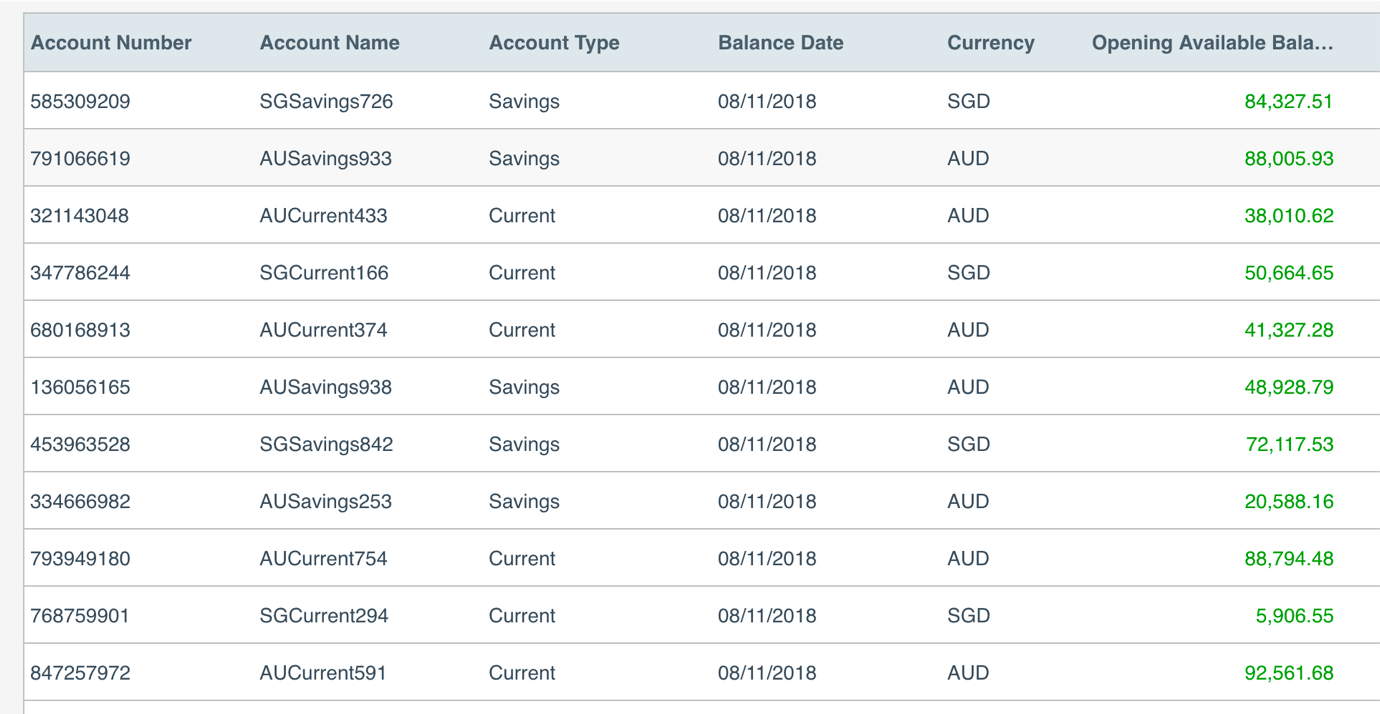 Account Number Account Name Account Type Balance Date Currency Opening Available Bala…
585309209 SGSavings726 Savings 08/11/2018 SGD 84,327.51
791066619 AUSavings933 Savings 08/11/2018 AUD 88,005.93
321143048 AUCurrent433 Current 08/11/2018 AUD 38,010.62
347786244 SGCurrent166 Current 08/11/2018 SGD 50,664.65
680168913 AUCurrent374 Current 08/11/2018 AUD 41,327.28
136056165 AUSavings938 Savings 08/11/2018 AUD 48,928.79
453963528 SGSavings842 Savings 08/11/2018 SGD 72,117.53
334666982 AUSavings253 Savings 08/11/2018 AUD 20,588.16
793949180 AUCurrent754 Current 08/11/2018 AUD 88,794.48
768759901 SGCurrent294 Current 08/11/2018 SGD 5,906.55
847257972 AUCurrent591 Current 08/11/2018 AUD 92,561.68